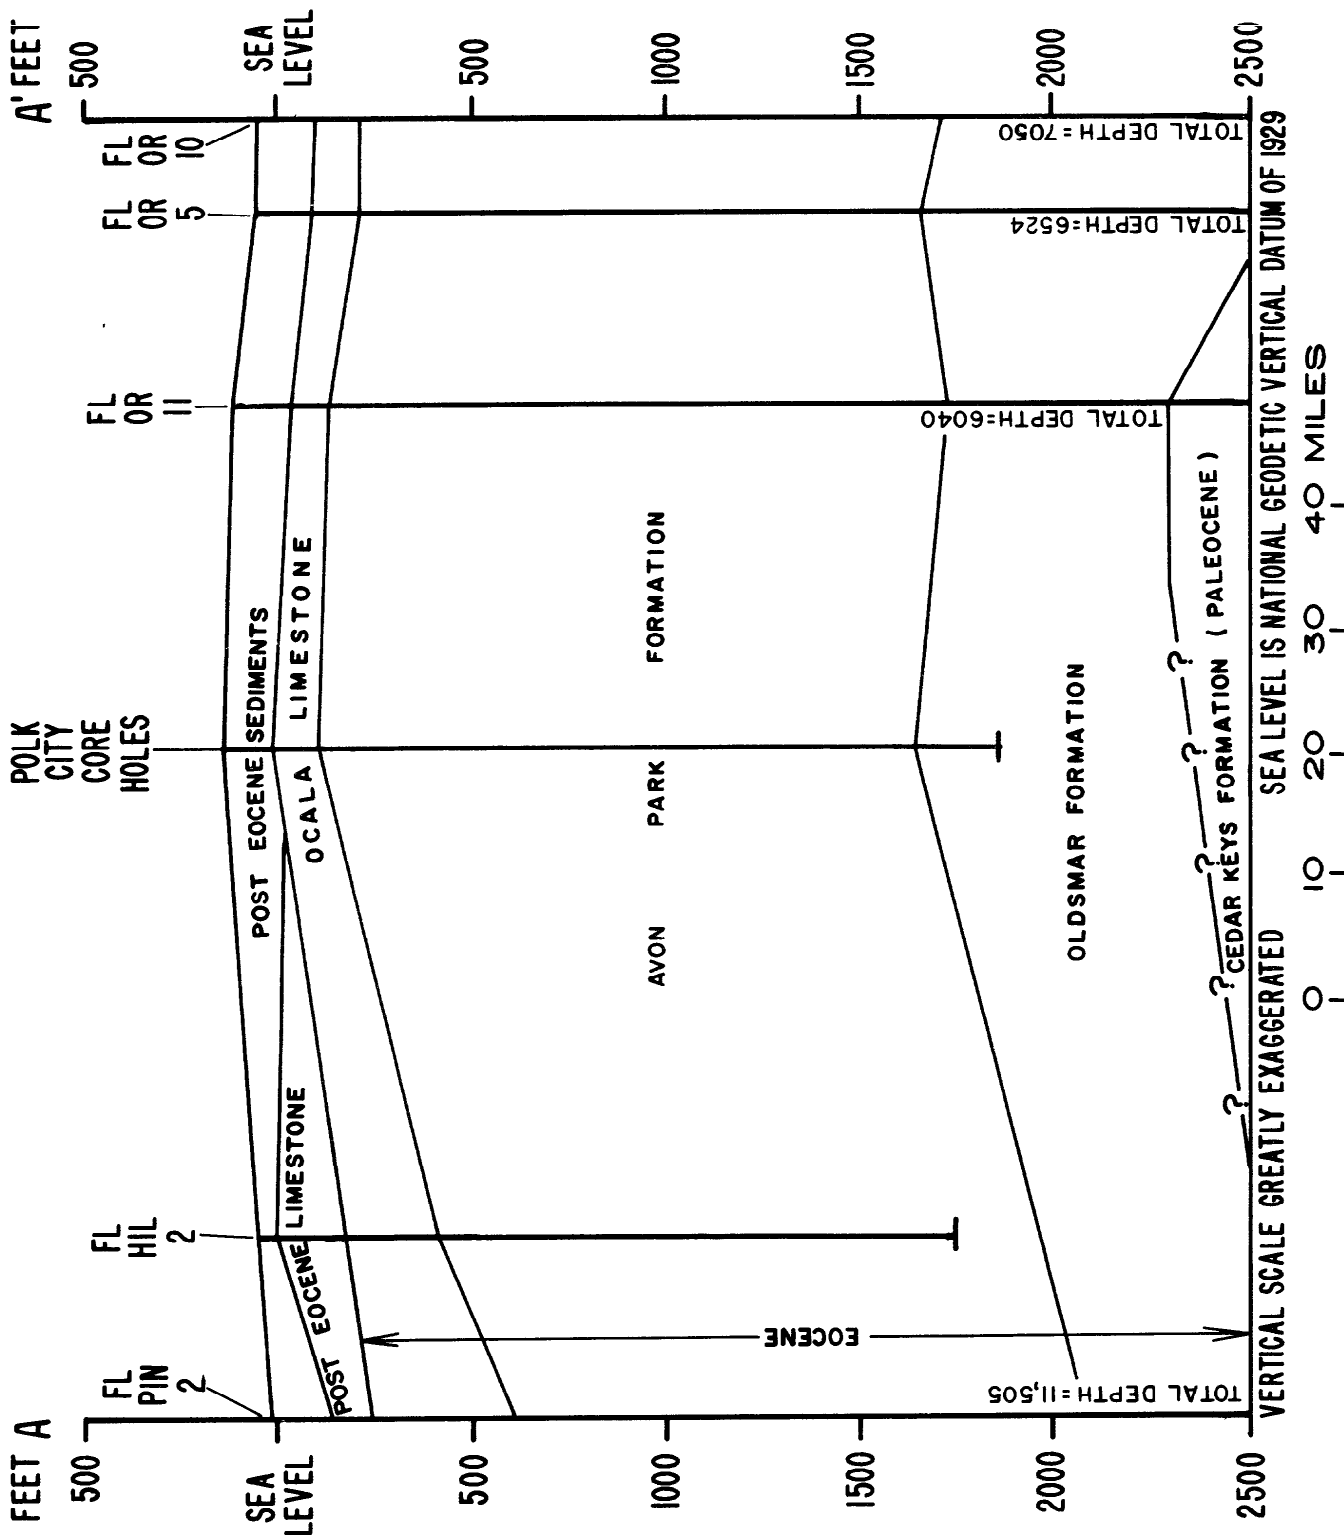 A
A'
FEET
FEET
500
500
SEA
LEVEL
SEA
LEVEL
500
500
1000
1000
1500
1500
2000
2000
2500
2500
FL
PIN
2
FL
HIL
2
POLK
CITY
CORE
HOLES
FL
OR
11
FL
OR
5
FL
OR
10
POST EOCENE SEDIMENTS
POST EOCENE LIMESTONE
OCALA LIMESTONE
AVON PARK FORMATION
EOCENE
OLDSMAR FORMATION
? ? ? ? ?
CEDAR KEYS FORMATION (PALEOCENE)
TOTAL DEPTH=11,505
TOTAL DEPTH=6040
TOTAL DEPTH=6524
TOTAL DEPTH=7050
VERTICAL SCALE GREATLY EXAGGERATED
SEA LEVEL IS NATIONAL GEODETIC VERTICAL DATUM OF 1929
0 10 20 30 40 MILES